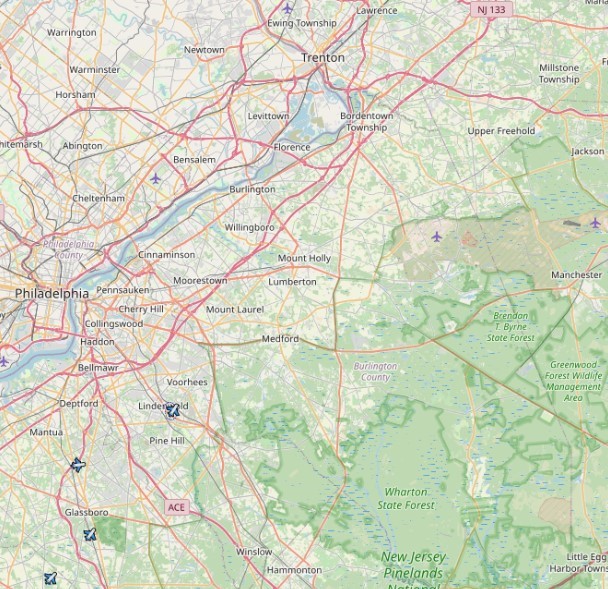 Lawrence
NJ 133
Ewing Township
Warrington
Newtown
Trenton
Warminster
Millstone
Township
Horsham
Levittown
Bordentown
Township
Upper Freehold
Abington
Florence
Jackson
Bensalem
Cheltenham
Burlington
Willingboro
Philadelphia
County
Cinnaminson
Mount Holly
Manchester
Moorestown
Lumberton
Philadelphia
Pennsauken
Cherry Hill
Mount Laurel
Collingswood
Brendan
T. Byrne
State Forest
Haddon
Medford
Bellmawr
Burlington
County
Greenwood
Forest Wildlife
Management
Area
Voorhees
Deptford
Mantua
Pine Hill
Wharton
State Forest
ACE
Glassboro
Winslow
New Jersey
Pinelands
National
Hammonton
Little Egg
Harbor Towns